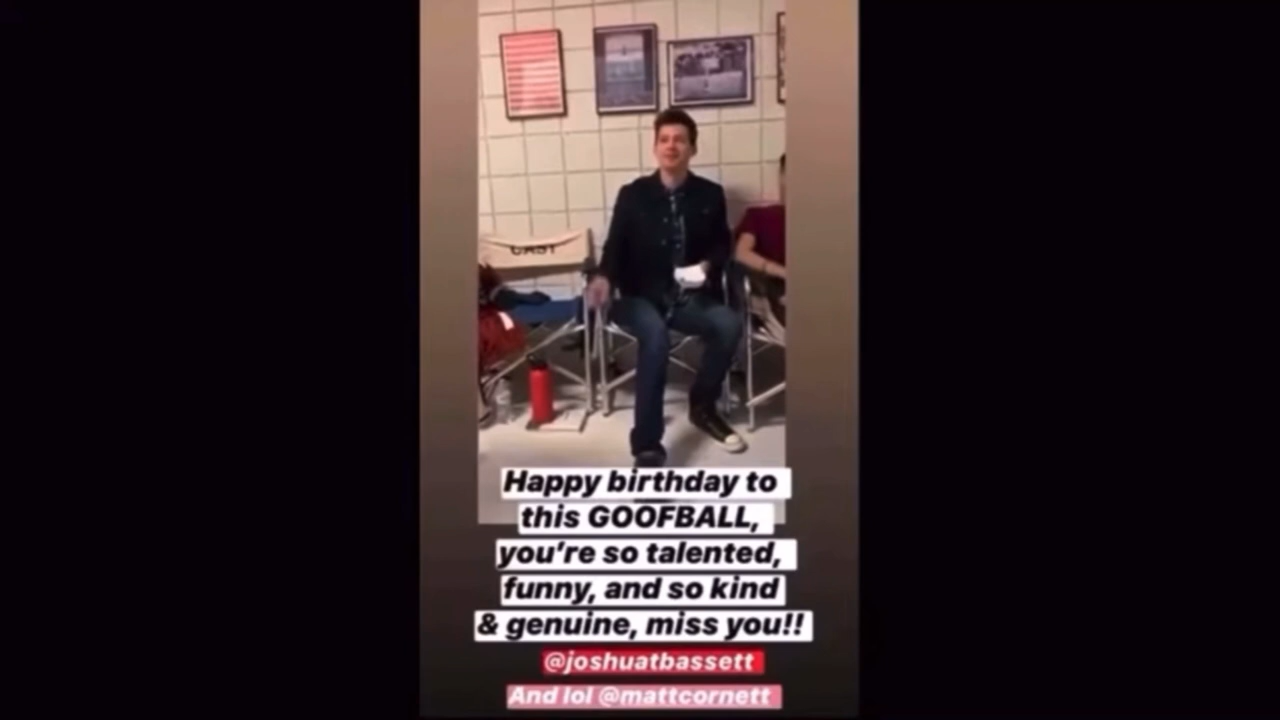 CAST
Happy birthday to
this GOOFBALL,
you're so talented,
funny, and so kind
& genuine, miss you!!
@joshuatbassett
And lol @mattcornett